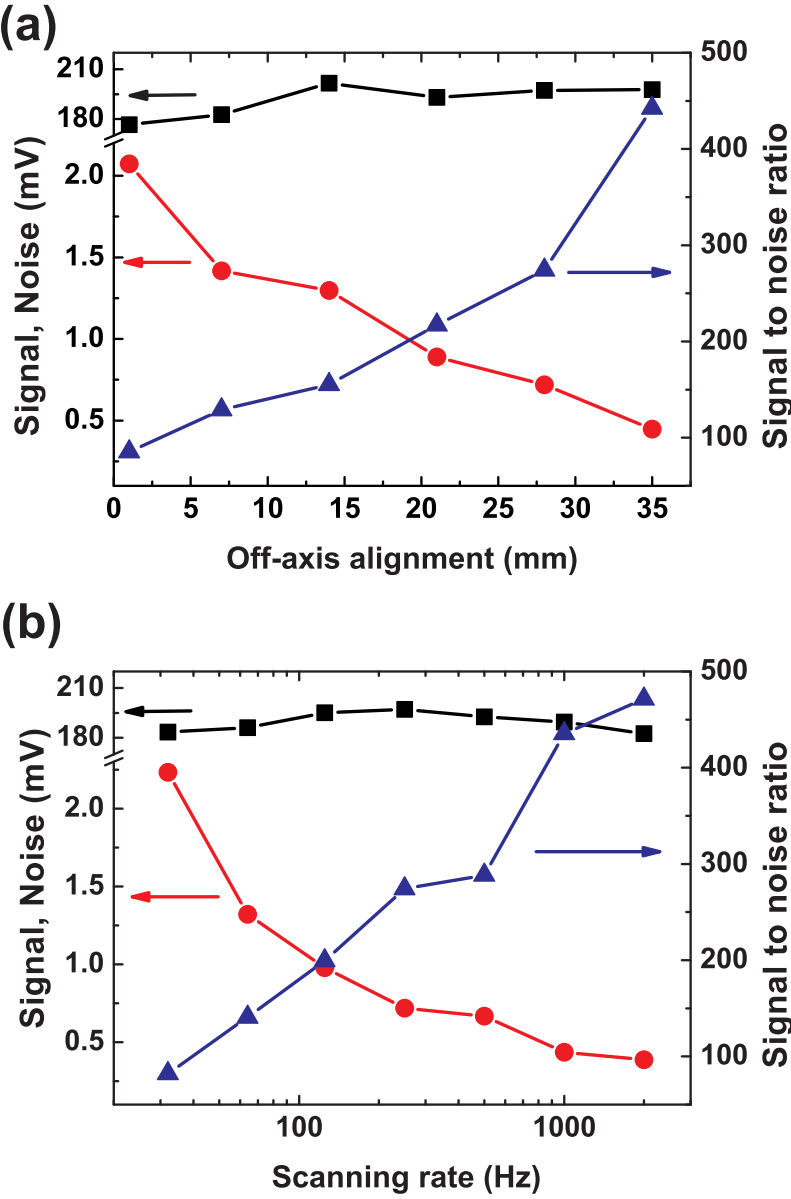 (a)
210
180
2.0
1.5
1.0
0.5
Signal, Noise (mV)
500
400
300
200
100
Signal to noise ratio
0 5 10 15 20 25 30 35
Off-axis alignment (mm)
(b)
210
180
2.0
1.5
1.0
0.5
Signal, Noise (mV)
500
400
300
200
100
Signal to noise ratio
100 1000
Scanning rate (Hz)